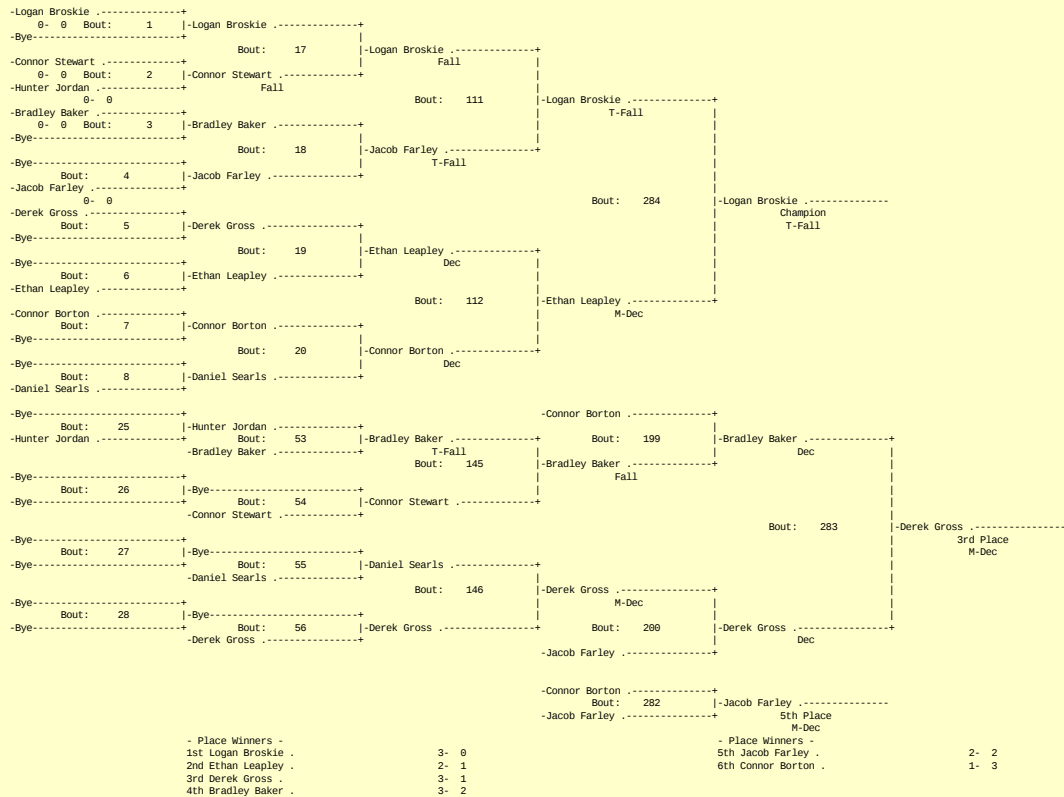 -Logan Broskie .--------------+
0-  0   Bout:     1     |-Logan Broskie .--------------+
-Bye-------------------------+     |
Bout:     17     |-Logan Broskie .--------------+
-Connor Stewart .--------------+     |     Fall     |
0-  0   Bout:     2     |-Connor Stewart .--------------+     |
-Hunter Jordan .--------------+     Fall     |
0-  0     Bout:     111     |-Logan Broskie .--------------+
-Bradley Baker .--------------+     |     T-Fall     |
0-  0   Bout:     3     |-Bradley Baker .--------------+     |     |
-Bye-------------------------+     |     |     |
Bout:     18     |-Jacob Farley .--------------+     |
-Bye-------------------------+     |     T-Fall     |
Bout:     4     |-Jacob Farley .--------------+     |
-Jacob Farley .--------------+     |
0-  0     Bout:     284     |-Logan Broskie .--------------
-Derek Gross .--------------+     |     Champion
Bout:     5     |-Derek Gross .--------------+     |     T-Fall
-Bye-------------------------+     |     |
Bout:     19     |-Ethan Leapley .--------------+     |
-Bye-------------------------+     |     Dec     |     |
Bout:     6     |-Ethan Leapley .--------------+     |     |
-Ethan Leapley .--------------+     |     |
Bout:     112     |-Ethan Leapley .--------------+
-Connor Borton .--------------+     |     M-Dec
Bout:     7     |-Connor Borton .--------------+     |
-Bye-------------------------+     |     |
Bout:     20     |-Connor Borton .--------------+
-Bye-------------------------+     |     Dec
Bout:     8     |-Daniel Searls .--------------+
-Daniel Searls .--------------+
-Bye-------------------------+     -Connor Borton .--------------+
Bout:     25     |-Hunter Jordan .--------------+     |
-Hunter Jordan .--------------+     Bout:     53     |-Bradley Baker .--------------+     Bout:     199     |-Bradley Baker .--------------+
-Bradley Baker .--------------+     T-Fall     |     |     Dec     |
Bout:     145     |-Bradley Baker .--------------+     |
-Bye-------------------------+     |     Fall     |
Bout:     26     |-Bye-------------------------+     |     |
-Bye-------------------------+     Bout:     54     |-Connor Stewart .--------------+     |
-Connor Stewart .--------------+     |
Bout:     283     |-Derek Gross .--------------
-Bye-------------------------+     |     3rd Place
Bout:     27     |-Bye-------------------------+     |     M-Dec
-Bye-------------------------+     Bout:     55     |-Daniel Searls .--------------+     |
-Daniel Searls .--------------+     |     |
Bout:     146     |-Derek Gross .--------------+     |
-Bye-------------------------+     |     M-Dec     |     |
Bout:     28     |-Bye-------------------------+     |     |     |
-Bye-------------------------+     Bout:     56     |-Derek Gross .--------------+     Bout:     200     |-Derek Gross .--------------+
-Derek Gross .--------------+     |     Dec
-Jacob Farley .--------------+
-Connor Borton .--------------+
Bout:     282     |-Jacob Farley .--------------
-Jacob Farley .--------------+     5th Place
M-Dec
- Place Winners -     - Place Winners -
1st Logan Broskie .     3-  0     5th Jacob Farley .     2-  2
2nd Ethan Leapley .     2-  1     6th Connor Borton .     1-  3
3rd Derek Gross .     3-  1
4th Bradley Baker .     3-  2